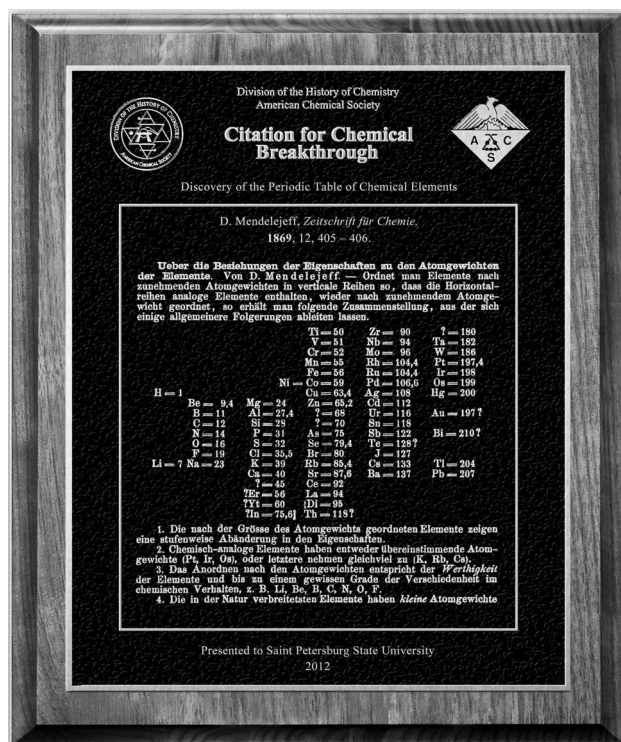 Division of the History of Chemistry
American Chemical Society
DIVISION OF THE HISTORY OF CHEMISTRY
AMERICAN CHEMICAL SOCIETY
A C
S
Citation for Chemical
Breakthrough
Discovery of the Periodic Table of Chemical Elements
D. Mendelejeff, Zeitschrift für Chemie,
1869, 12, 405 – 406.
Ueber die Beziehungen der Eigenschaften zu den Atomgewichten
der Elemente. Von D. Mendelejeff. — Ordnet man Elemente nach
zunehmenden Atomgewichten in verticale Reihen so, dass die Horizontal-
reihen analoge Elemente enthalten, wieder nach zunehmendem Atomge-
wicht geordnet, so erhält man folgende Zusammenstellung, aus der sich
einige allgemeinere Folgerungen ableiten lassen.
Ti = 50 Zr = 90 ? = 180
V = 51 Nb = 94 Ta = 182
Cr = 52 Mo = 96 W = 186
Mn = 55 Rh = 104,4 Pt = 197,4
Fe = 56 Ru = 104,4 Ir = 198
Ni = Co = 59 Pd = 106,6 Os = 199
H = 1 Cu = 63,4 Ag = 108 Hg = 200
Be = 9,4 Mg = 24 Zn = 65,2 Cd = 112
B = 11 Al = 27,4 ? = 68 Ur = 116 Au = 197?
C = 12 Si = 28 ? = 70 Sn = 118
N = 14 P = 31 As = 75 Sb = 122 Bi = 210?
O = 16 S = 32 Se = 79,4 Te = 128?
F = 19 Cl = 35,5 Br = 80 J = 127
Li = 7 Na = 23 K = 39 Rb = 85,4 Cs = 133 Tl = 204
Ca = 40 Sr = 87,6 Ba = 137 Pb = 207
? = 45 Ce = 92
?Er = 56 La = 94
?Yt = 60 Di = 95
?In = 75,6 Th = 118?
1. Die nach der Grösse des Atomgewichts geordneten Elemente zeigen
eine stufenweise Abänderung in den Eigenschaften.
2. Chemisch-analoge Elemente haben entweder übereinstimmende Atom-
gewichte (Pt, Ir, Os), oder letztere nehmen gleichviel zu (K, Rb, Cs).
3. Das Anordnen nach den Atomgewichten entspricht der Werthigkeit
der Elemente und bis zu einem gewissen Grade der Verschiedenheit im
chemischen Verhalten, z. B. Li, Be, B, C, N, O, F.
4. Die in der Natur verbreitetsten Elemente haben kleine Atomgewichte
Presented to Saint Petersburg State University
2012